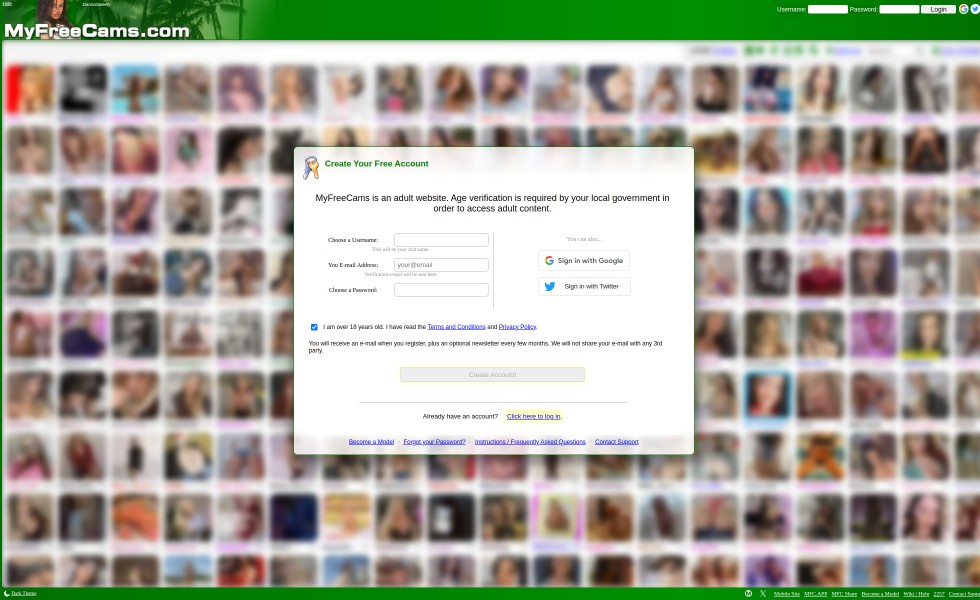 Username:
Password:
Login
MyFreeCams.com
Create Your Free Account
MyFreeCams is an adult website. Age verification is required by your local government in
order to access adult content.
Choose a Username:
This will be your chat name.
You E-mail Address:
your@email
Verification e-mail will be sent here.
Choose a Password:
You can also...
Sign in with Google
Sign in with Twitter
I am over 18 years old. I have read the Terms and Conditions and Privacy Policy.
You will receive an e-mail when you register, plus an optional newsletter every few months. We will not share your e-mail with any 3rd
party.
Create Account!
Already have an account? Click here to log in.
Become a Model - Forgot your Password? - Instructions / Frequently Asked Questions - Contact Support
Dark Theme
Mobile Site MFC.APP MFC Share Become a Model Wiki / Help 2257 Contact